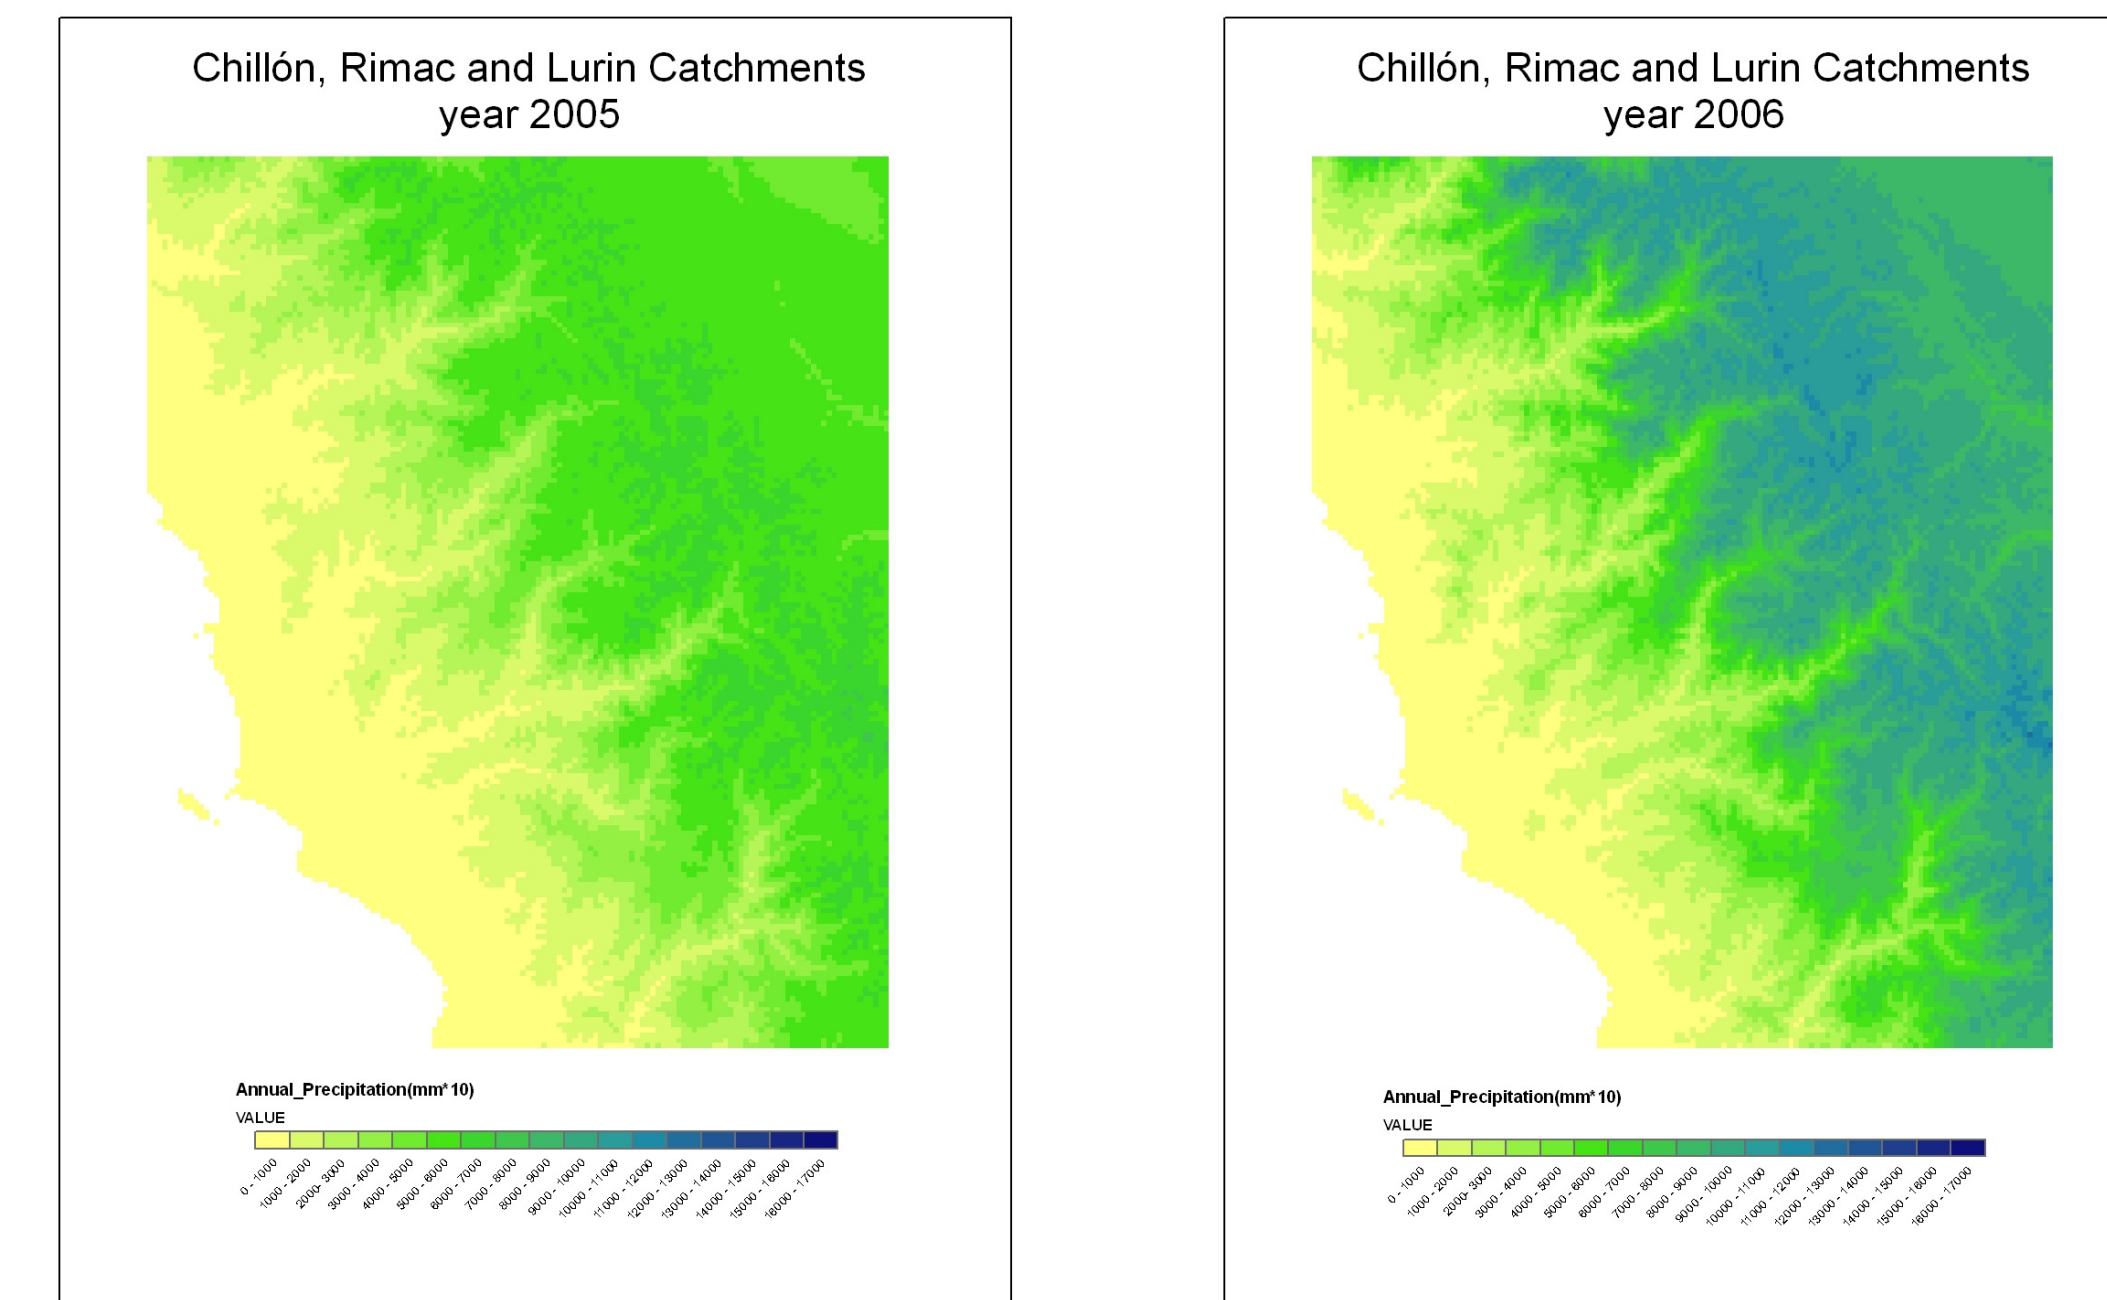 Chillón, Rimac and Lurin Catchments
year 2005
Annual_Precipitation(mm*10)
VALUE
0 - 1000
1000 - 2000
2000- 3000
3000 - 4000
4000 - 5000
5000 - 6000
6000 - 7000
7000 - 8000
8000 - 9000
9000 - 10000
10000 - 11000
11000 - 12000
12000 - 13000
13000 - 14000
14000 - 15000
15000 - 16000
16000 - 17000
Chillón, Rimac and Lurin Catchments
year 2006
Annual_Precipitation(mm*10)
VALUE
0 - 1000
1000 - 2000
2000- 3000
3000 - 4000
4000 - 5000
5000 - 6000
6000 - 7000
7000 - 8000
8000 - 9000
9000 - 10000
10000 - 11000
11000 - 12000
12000 - 13000
13000 - 14000
14000 - 15000
15000 - 16000
16000 - 17000